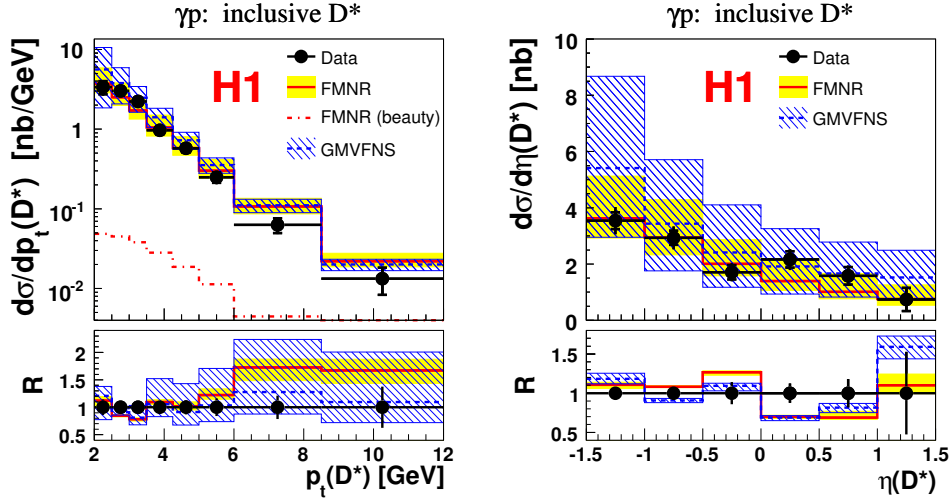 γp: inclusive D*
dσ/dp_t(D*) [nb/GeV]
10
1
10^-1
10^-2
H1
Data
FMNR
FMNR (beauty)
GMVFNS
R
2
1.5
1
0.5
2 4 6 8 10 12
p_t(D*) [GeV]
γp: inclusive D*
dσ/dη(D*) [nb]
10
8
6
4
2
0
H1
Data
FMNR
GMVFNS
R
1.5
1
0.5
-1.5 -1 -0.5 0 0.5 1 1.5
η(D*)